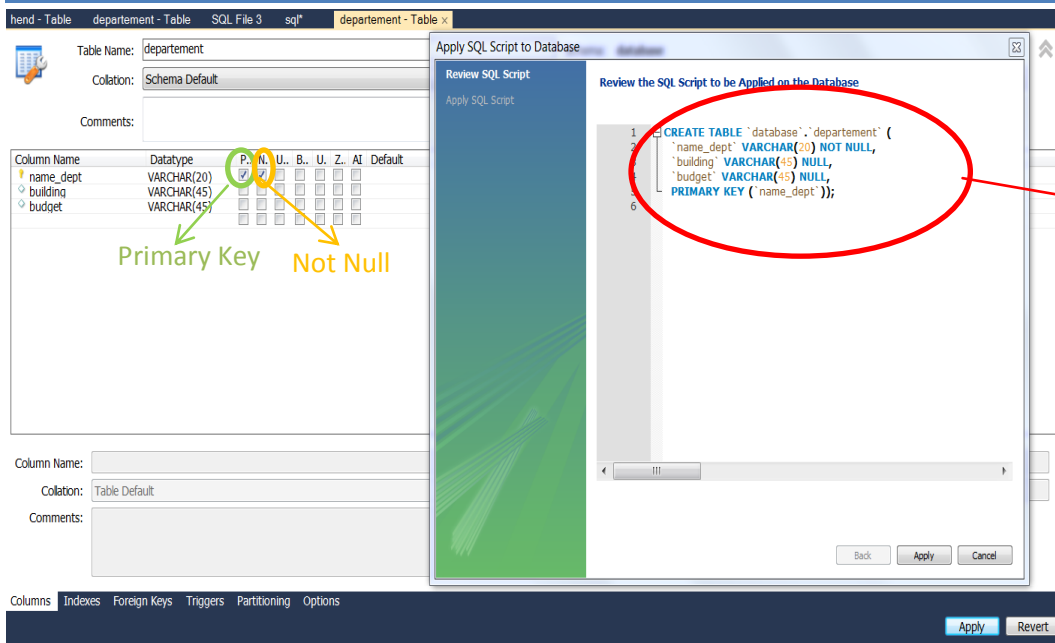 hend - Table departement - Table SQL File 3 sql* departement - Table ×
Table Name: departement
Collation: Schema Default
Comments:
Column Name Datatype P.. N. U.. B.. U. Z.. AI Default
name_dept VARCHAR(20)
building VARCHAR(45)
budget VARCHAR(45)
Primary Key
Not Null
Column Name:
Collation: Table Default
Comments:
Columns Indexes Foreign Keys Triggers Partitioning Options
Apply Revert
Apply SQL Script to Database
Review SQL Script
Apply SQL Script
Review the SQL Script to be Applied on the Database
1 CREATE TABLE `database`.`departement` (
2 `name_dept` VARCHAR(20) NOT NULL,
3 `building` VARCHAR(45) NULL,
4 `budget` VARCHAR(45) NULL,
5 PRIMARY KEY (`name_dept`));
6
Back Apply Cancel